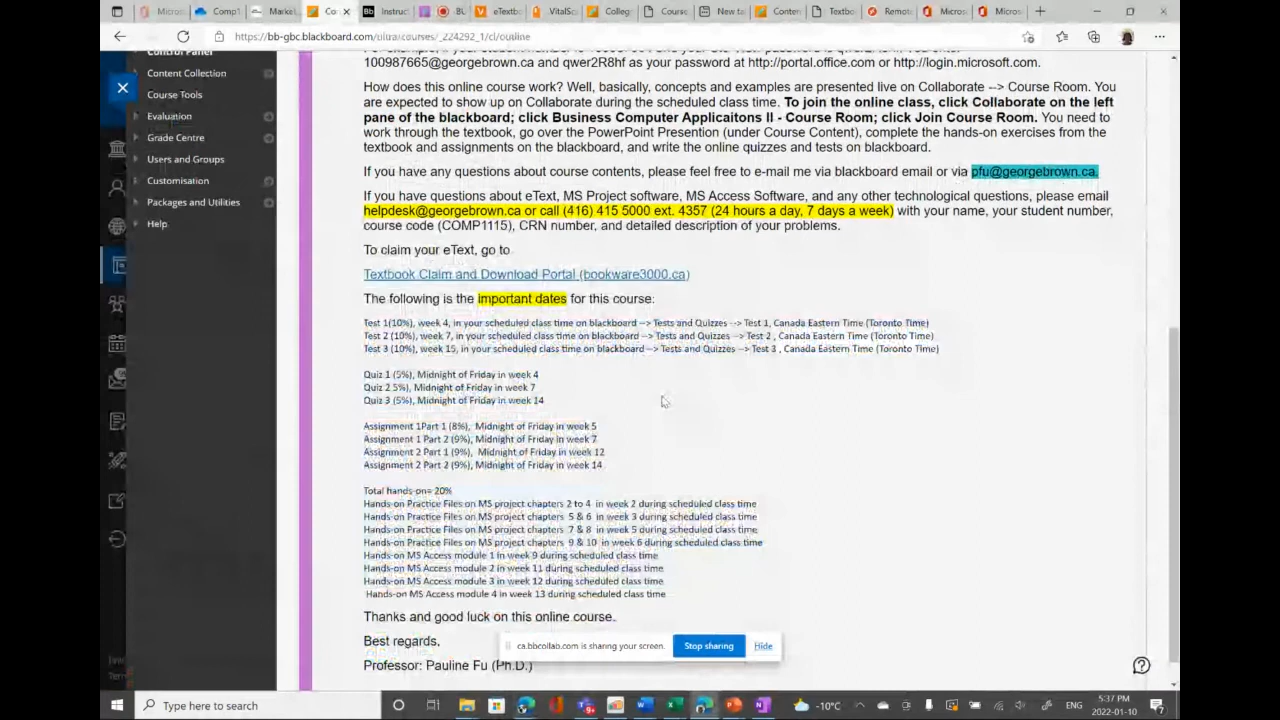 Micros
Comp1
Market
Co
Instruct
BU
eTextb
VitalSo
Colleg
Course
New ta
Conten
Textbo
Remot
Micros
Micros
https://bb-gbc.blackboard.com/ultra/courses/_224292_1/cl/outline
Control Panel
Content Collection
Course Tools
Evaluation
Grade Centre
Users and Groups
Customisation
Packages and Utilities
Help
100987665@georgebrown.ca and qwer2R8hf as your password at http://portal.office.com or http://login.microsoft.com.
How does this online course work? Well, basically, concepts and examples are presented live on Collaborate --> Course Room. You
are expected to show up on Collaborate during the scheduled class time. To join the online class, click Collaborate on the left
pane of the blackboard; click Business Computer Applicaitons II - Course Room; click Join Course Room. You need to
work through the textbook, go over the PowerPoint Presention (under Course Content), complete the hands-on exercises from the
textbook and assignments on the blackboard, and write the online quizzes and tests on blackboard.
If you have any questions about course contents, please feel free to e-mail me via blackboard email or via pfu@georgebrown.ca.
If you have questions about eText, MS Project software, MS Access Software, and any other technological questions, please email
helpdesk@georgebrown.ca or call (416) 415 5000 ext. 4357 (24 hours a day, 7 days a week) with your name, your student number,
course code (COMP1115), CRN number, and detailed description of your problems.
To claim your eText, go to
Textbook Claim and Download Portal (bookware3000.ca)
The following is the important dates for this course:
Test 1(10%), week 4, in your scheduled class time on blackboard --> Tests and Quizzes --> Test 1, Canada Eastern Time (Toronto Time)
Test 2 (10%), week 7, in your scheduled class time on blackboard --> Tests and Quizzes --> Test 2 , Canada Eastern Time (Toronto Time)
Test 3 (10%), week 15, in your scheduled class time on blackboard --> Tests and Quizzes --> Test 3 , Canada Eastern Time (Toronto Time)
Quiz 1 (5%), Midnight of Friday in week 4
Quiz 2 5%), Midnight of Friday in week 7
Quiz 3 (5%), Midnight of Friday in week 14
Assignment 1Part 1 (8%), Midnight of Friday in week 5
Assignment 1 Part 2 (9%), Midnight of Friday in week 7
Assignment 2 Part 1 (9%), Midnight of Friday in week 12
Assignment 2 Part 2 (9%), Midnight of Friday in week 14
Total hands-on= 20%
Hands-on Practice Files on MS project chapters 2 to 4 in week 2 during scheduled class time
Hands-on Practice Files on MS project chapters 5 & 6 in week 3 during scheduled class time
Hands-on Practice Files on MS project chapters 7 & 8 in week 5 during scheduled class time
Hands-on Practice Files on MS project chapters 9 & 10 in week 6 during scheduled class time
Hands-on MS Access module 1 in week 9 during scheduled class time
Hands-on MS Access module 2 in week 11 during scheduled class time
Hands-on MS Access module 3 in week 12 during scheduled class time
Hands-on MS Access module 4 in week 13 during scheduled class time
Thanks and good luck on this online course.
Best regards,
ca.bbcollab.com is sharing your screen.
Stop sharing
Hide
Professor: Pauline Fu (Ph.D.)
Type here to search
-10°C
ENG
5:37 PM
2022-01-10